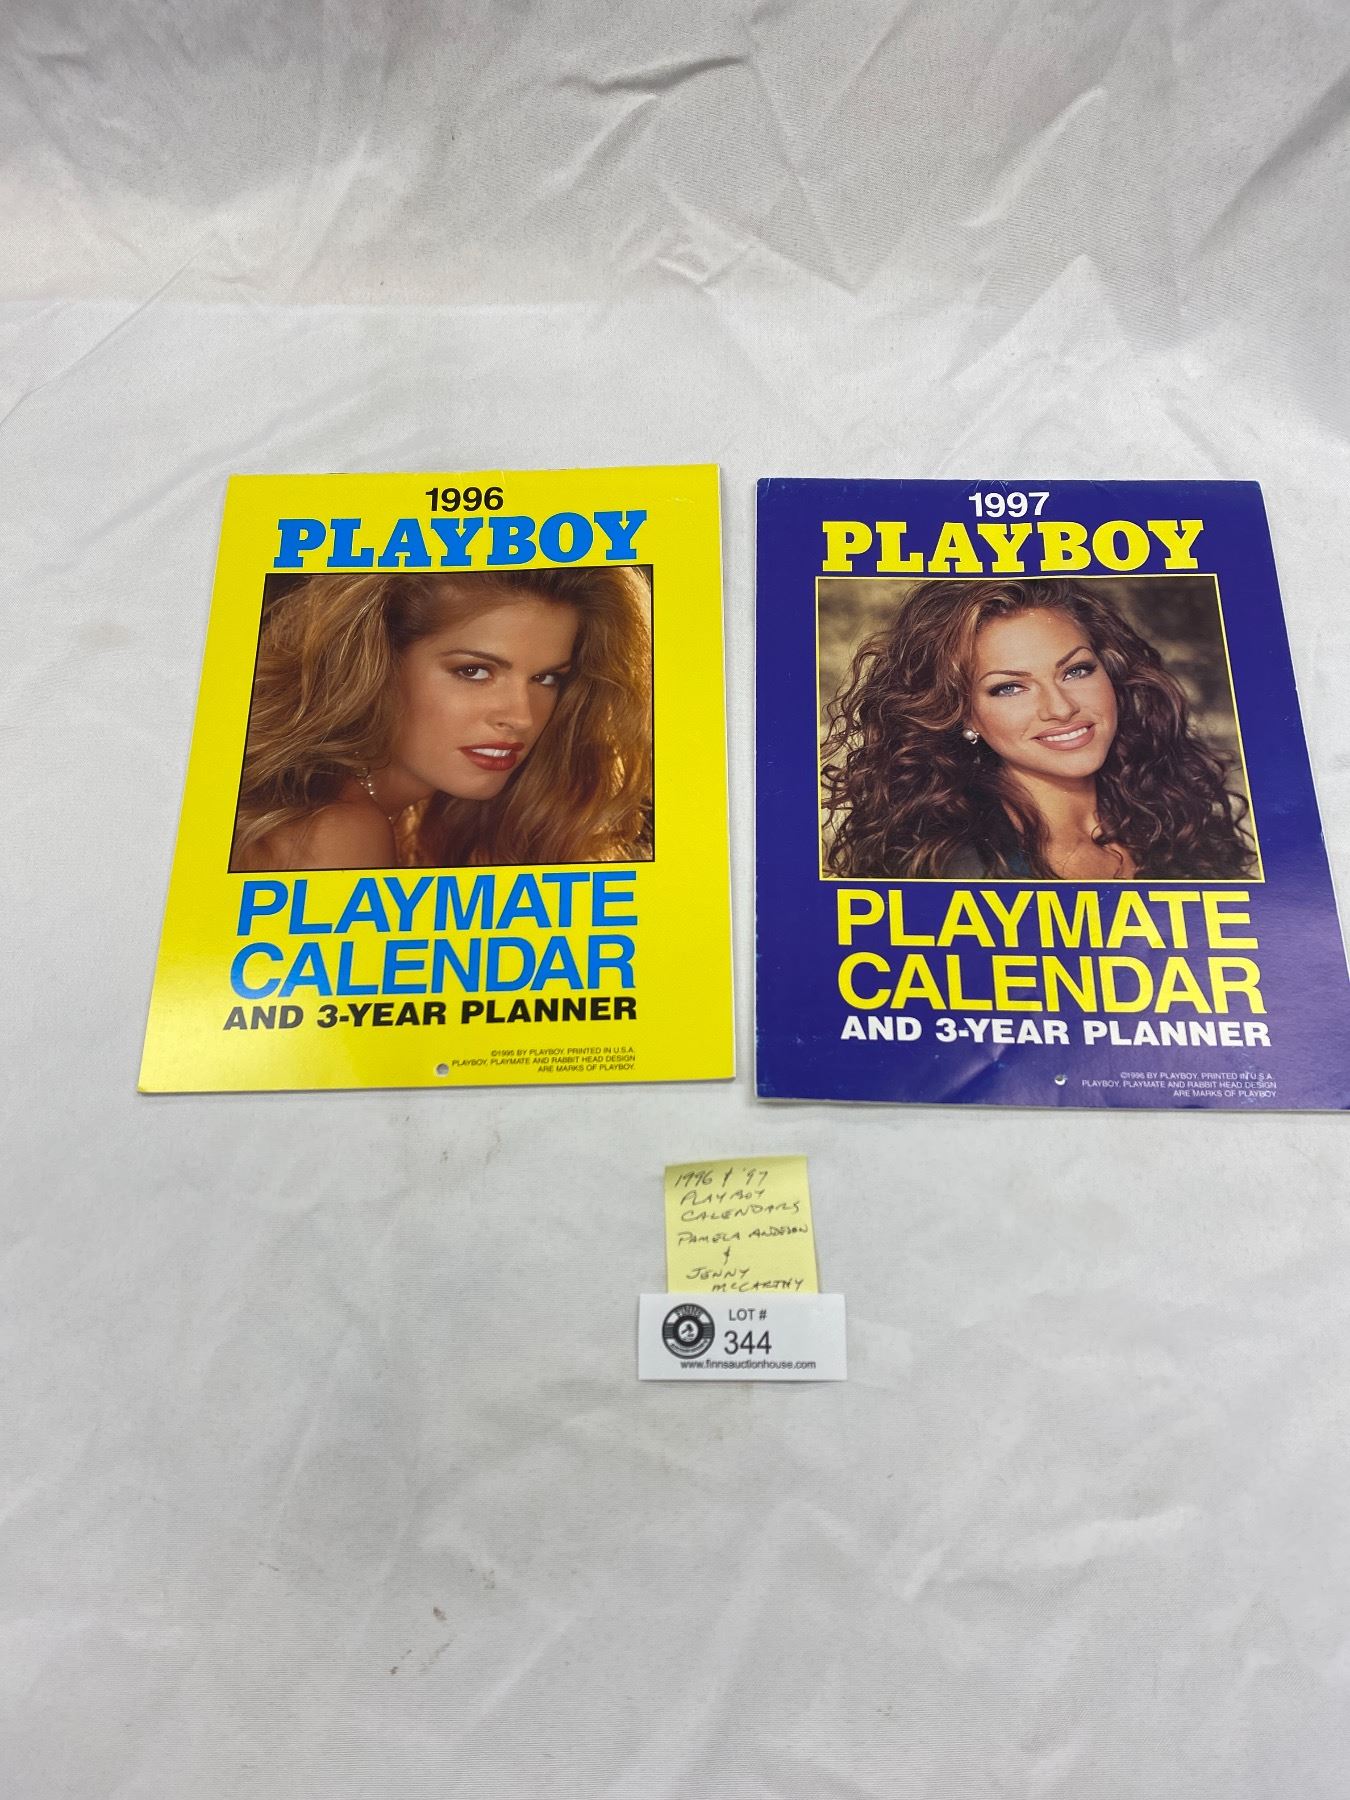 1996
PLAYBOY
PLAYMATE
CALENDAR
AND 3-YEAR PLANNER
©1995 BY PLAYBOY. PRINTED IN U.S.A.
PLAYBOY, PLAYMATE AND RABBIT HEAD DESIGN
ARE MARKS OF PLAYBOY.
1997
PLAYBOY
PLAYMATE
CALENDAR
AND 3-YEAR PLANNER
©1996 BY PLAYBOY. PRINTED IN U.S.A.
PLAYBOY, PLAYMATE AND RABBIT HEAD DESIGN
ARE MARKS OF PLAYBOY
1996 & '97
PLAYBOY
CALENDARS
PAMELA ANDESON
&
JENNY
McCARTHY
LOT #
344
www.finnsauctionhouse.com